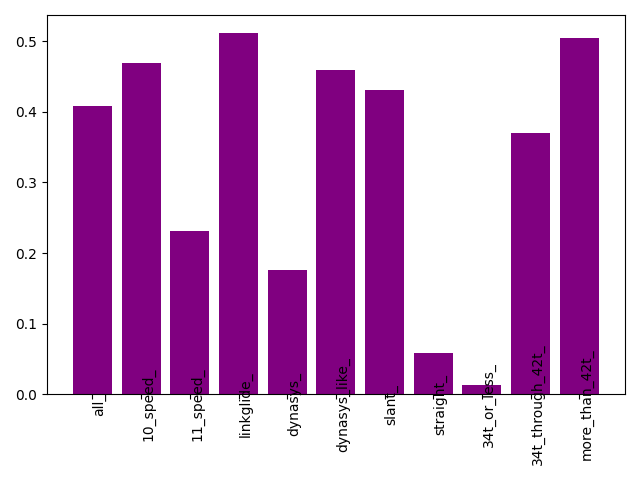 0.5
0.4
0.3
0.2
0.1
0.0
all_
10_speed_
11_speed_
linkglide_
dynasys_
dynasys_like_
slant_
straight_
34t_or_less_
34t_through_42t_
more_than_42t_